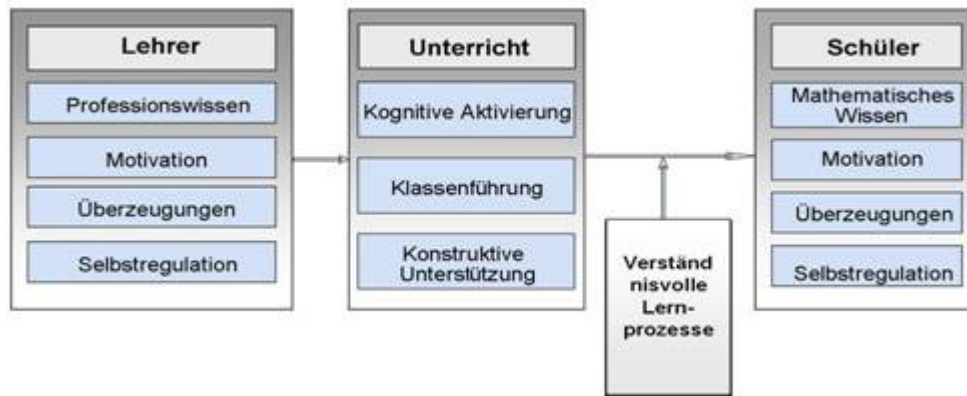 Lehrer
Professionswissen
Motivation
Überzeugungen
Selbstregulation
Unterricht
Kognitive Aktivierung
Klassenführung
Konstruktive
Unterstützung
Verständ
nisvolle
Lern-
prozesse
Schüler
Mathematisches
Wissen
Motivation
Überzeugungen
Selbstregulation